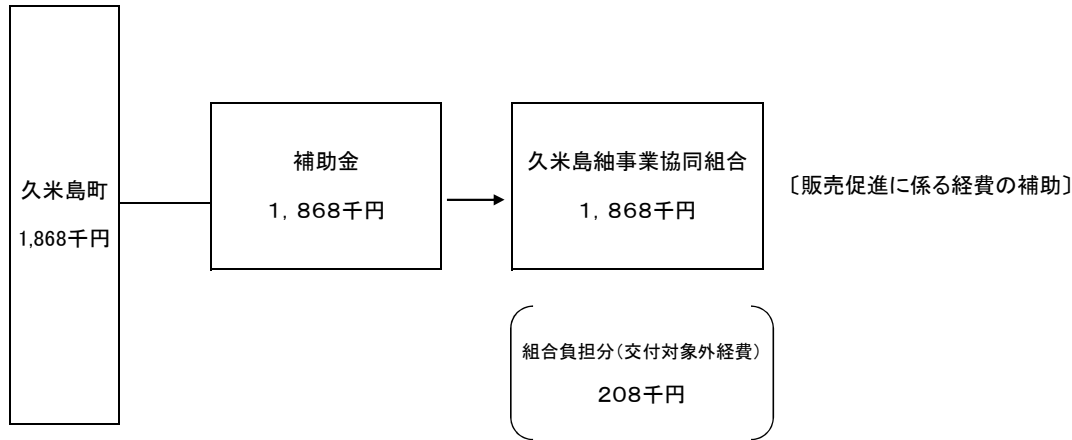 久米島町
1,868千円
補助金
1,868千円
久米島紬事業協同組合
1,868千円
〔販売促進に係る経費の補助〕
組合負担分(交付対象外経費)
208千円